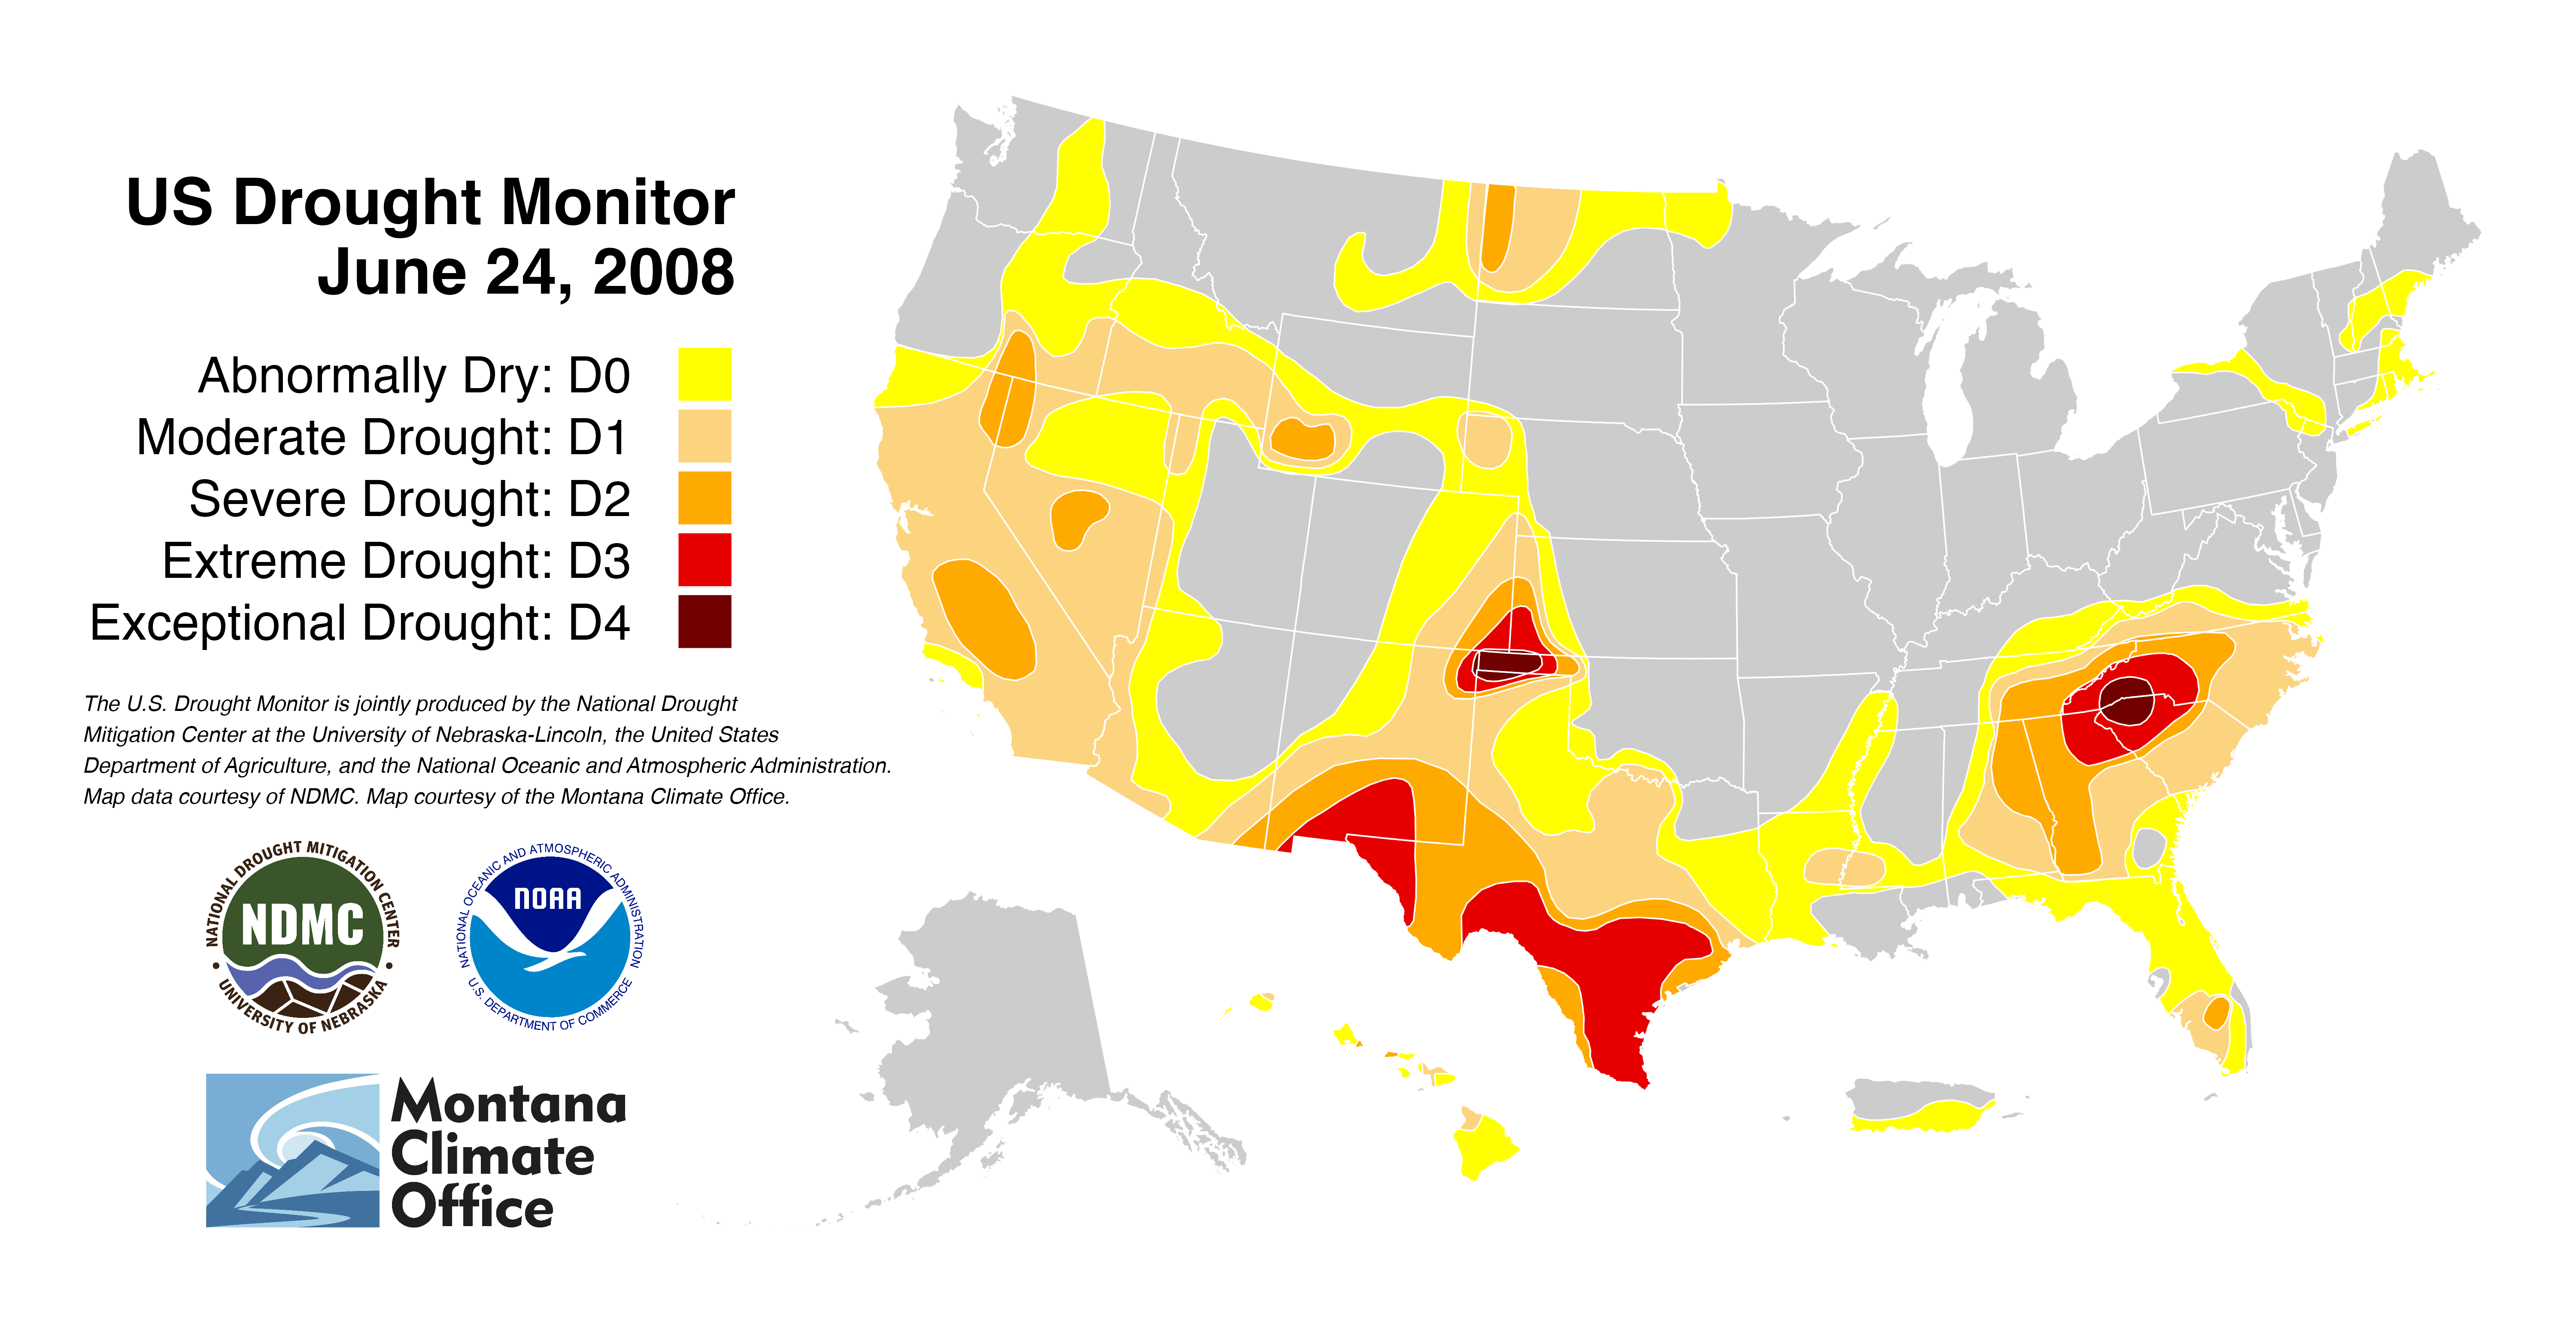 US Drought Monitor
June 24, 2008
Abnormally Dry: D0
Moderate Drought: D1
Severe Drought: D2
Extreme Drought: D3
Exceptional Drought: D4
The U.S. Drought Monitor is jointly produced by the National Drought
Mitigation Center at the University of Nebraska-Lincoln, the United States
Department of Agriculture, and the National Oceanic and Atmospheric Administration.
Map data courtesy of NDMC. Map courtesy of the Montana Climate Office.
NATIONAL DROUGHT MITIGATION CENTER
NDMC
UNIVERSITY OF NEBRASKA
NATIONAL OCEANIC AND ATMOSPHERIC ADMINISTRATION
NOAA
U.S. DEPARTMENT OF COMMERCE
Montana
Climate
Office